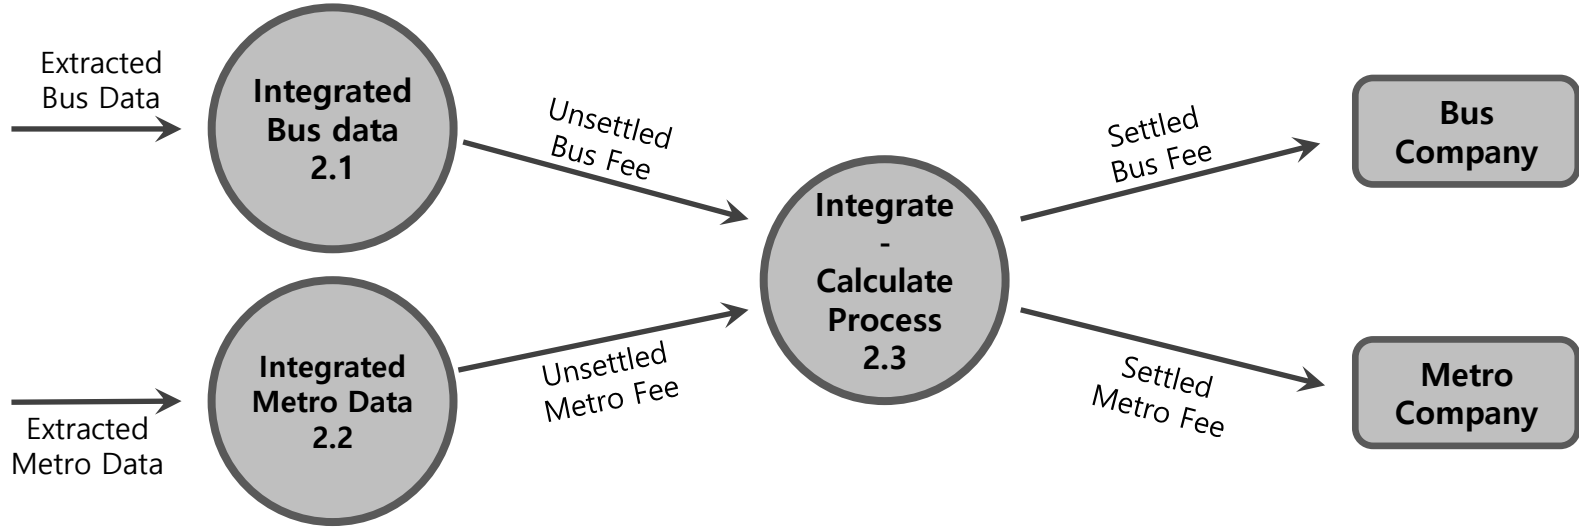 Extracted
Bus Data
Integrated
Bus data
2.1
Unsettled
Bus Fee
Integrate
-
Calculate
Process
2.3
Settled
Bus Fee
Bus
Company
Extracted
Metro Data
Integrated
Metro Data
2.2
Unsettled
Metro Fee
Settled
Metro Fee
Metro
Company